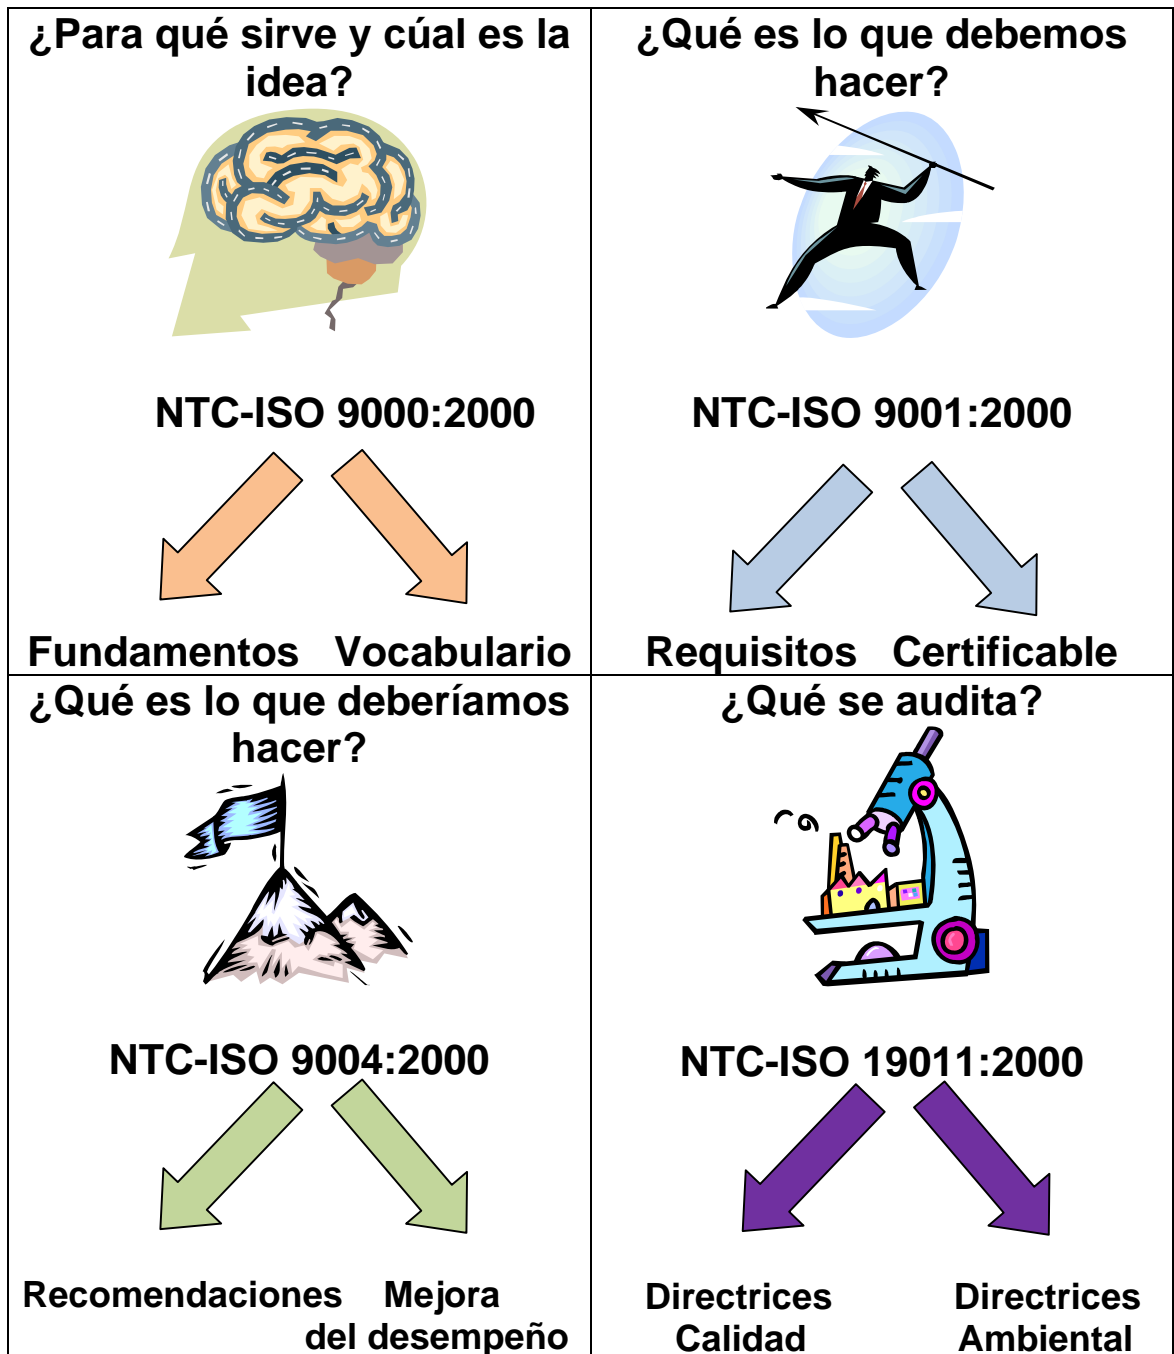 ¿Para qué sirve y cúal es la
idea?
NTC-ISO 9000:2000
Fundamentos Vocabulario
¿Qué es lo que debemos
hacer?
NTC-ISO 9001:2000
Requisitos Certificable
¿Qué es lo que deberíamos
hacer?
NTC-ISO 9004:2000
Recomendaciones Mejora
del desempeño
¿Qué se audita?
NTC-ISO 19011:2000
Directrices Directrices
Calidad Ambiental